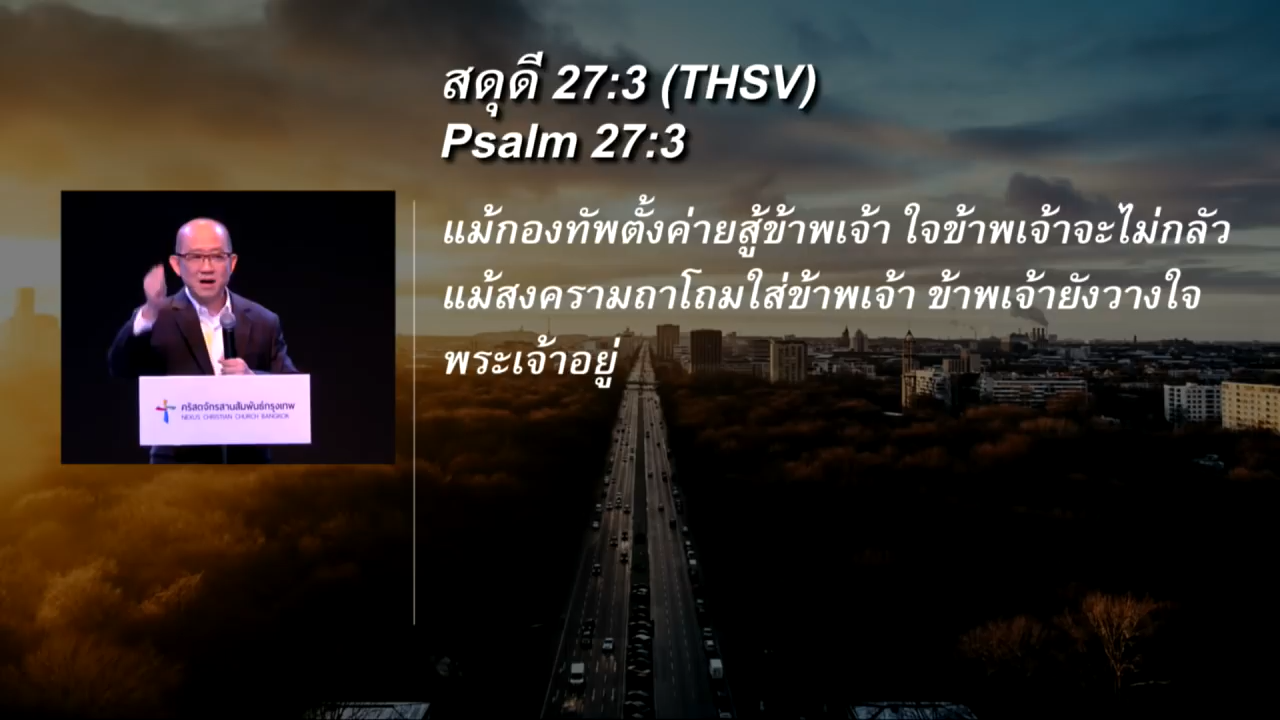 สดุดี 27:3 (THSV)
Psalm 27:3
แม้กองทัพตั้งค่ายสู้ข้าพเจ้า ใจข้าพเจ้าจะไม่กลัว
แม้สงครามถาโถมใส่ข้าพเจ้า ข้าพเจ้ายังวางใจ
พระเจ้าอยู่
คริสตจักรสานสัมพันธ์กรุงเทพ
NEXUS CHRISTIAN CHURCH BANGKOK